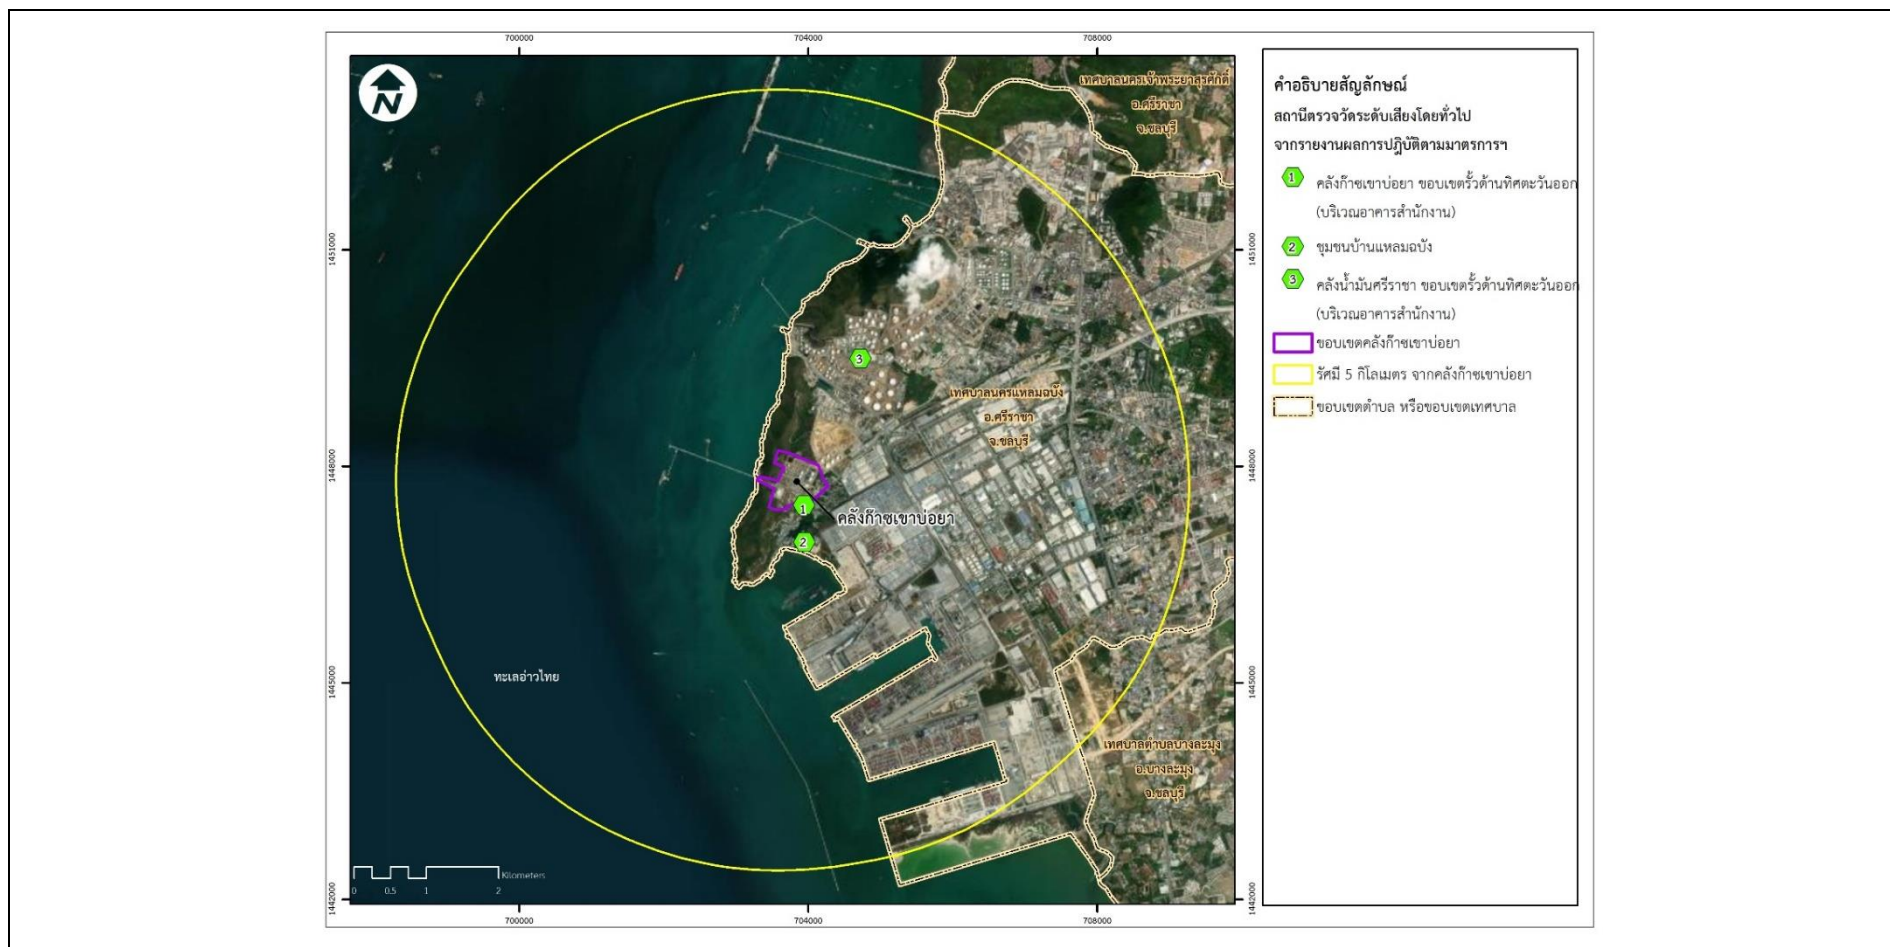 700000
704000
708000
N
เทศบาลนครเจ้าพระยาสุรศักดิ์
อ.ศรีราชา
จ.ชลบุรี
1451000
1451000
3
เทศบาลนครแหลมฉบัง
อ.ศรีราชา
จ.ชลบุรี
1448000
1448000
1
คลังก๊าซเขาบ่อยา
2
ทะเลอ่าวไทย
1445000
1445000
เทศบาลตำบลบางละมุง
อ.บางละมุง
จ.ชลบุรี
Kilometers
0 0.5 1 2
1442000
1442000
700000
704000
708000
คำอธิบายสัญลักษณ์
สถานีตรวจวัดระดับเสียงโดยทั่วไป
จากรายงานผลการปฎิบัติตามมาตรการฯ
1 คลังก๊าซเขาบ่อยา ขอบเขตรั้วด้านทิศตะวันออก
(บริเวณอาคารสำนักงาน)
2 ชุมชนบ้านแหลมฉบัง
3 คลังน้ำมันศรีราชา ขอบเขตรั้วด้านทิศตะวันออก
(บริเวณอาคารสำนักงาน)
ขอบเขตคลังก๊าซเขาบ่อยา
รัศมี 5 กิโลเมตร จากคลังก๊าซเขาบ่อยา
ขอบเขตตำบล หรือขอบเขตเทศบาล